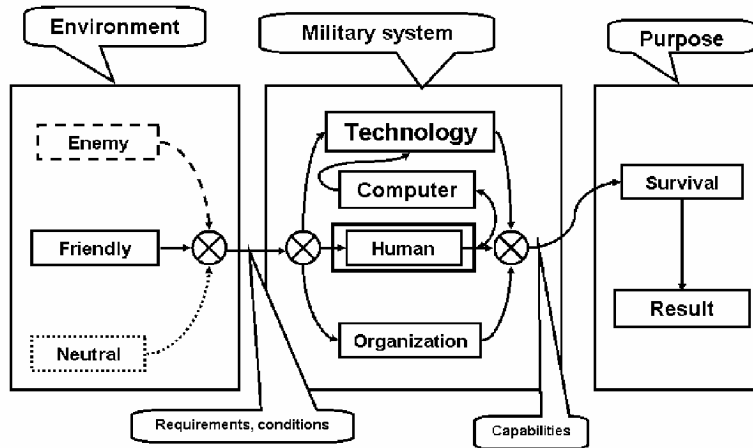 Environment
Military system
Purpose
Enemy
Friendly
Neutral
Technology
Computer
Human
Organization
Survival
Result
Requirements, conditions
Capabilities